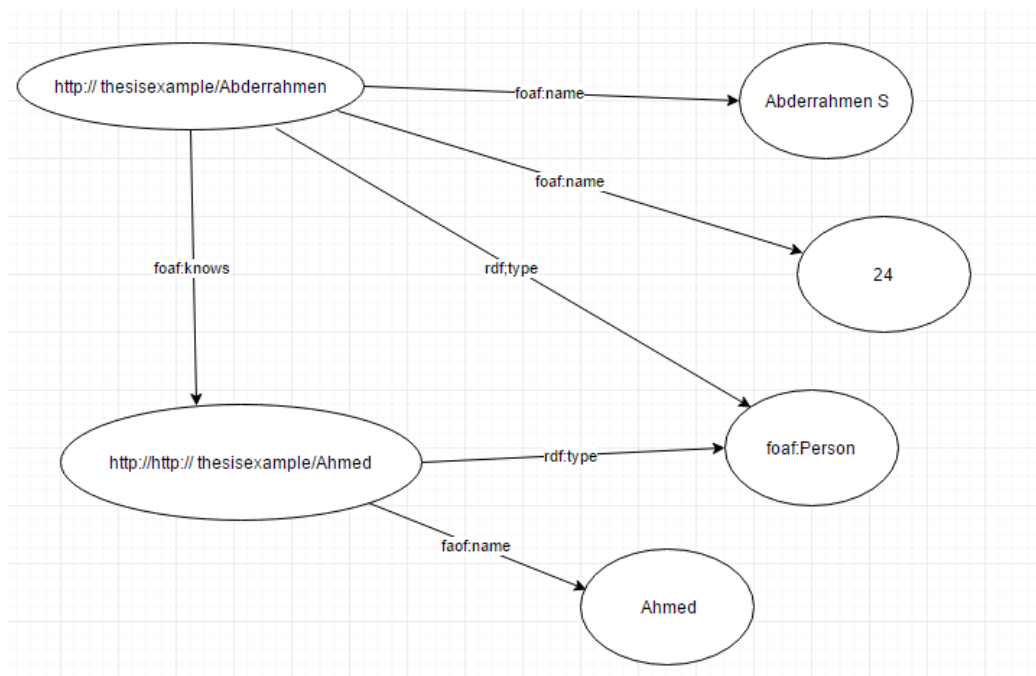 http:// thesisexample/Abderrahmen
foaf:name
Abderrahmen S
foaf:name
24
foaf:knows
rdf;type
foaf:Person
http://http:// thesisexample/Ahmed
rdf:type
faof:name
Ahmed